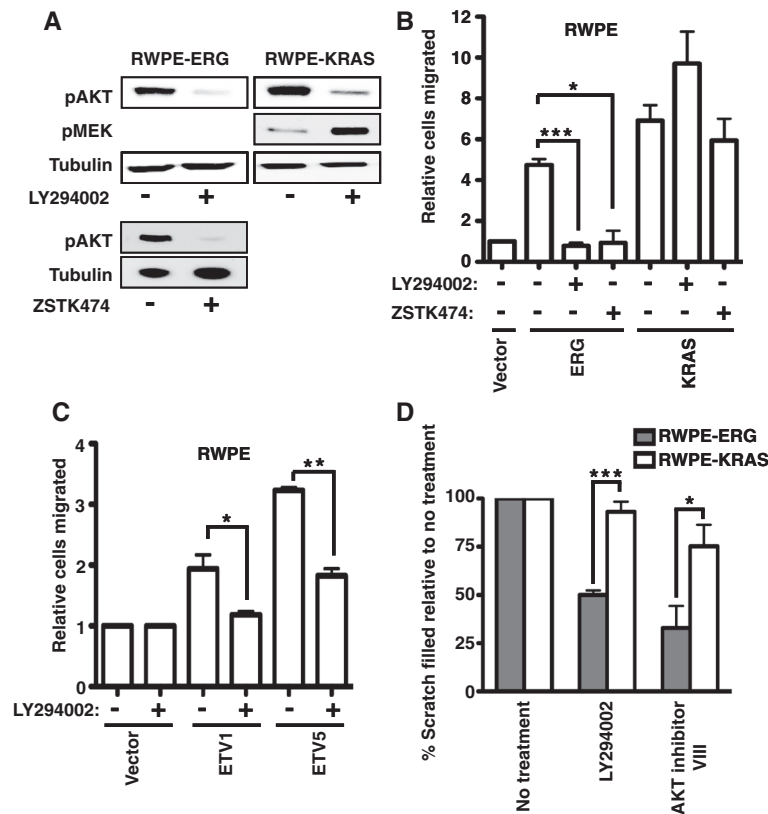 A
RWPE-ERG RWPE-KRAS
pAKT
pMEK
Tubulin
LY294002 - + - +
pAKT
Tubulin
ZSTK474 - +
B
RWPE
Relative cells migrated
12
10
8
6
4
2
0
*
***
LY294002: - - + - - + -
ZSTK474: - - - + - - +
Vector
ERG
KRAS
C
RWPE
Relative cells migrated
4
3
2
1
0
*
**
LY294002: - + - + - +
Vector
ETV1
ETV5
D
RWPE-ERG
RWPE-KRAS
% Scratch filled relative to no treatment
100
75
50
25
0
***
*
No treatment
LY294002
AKT inhibitor
VIII